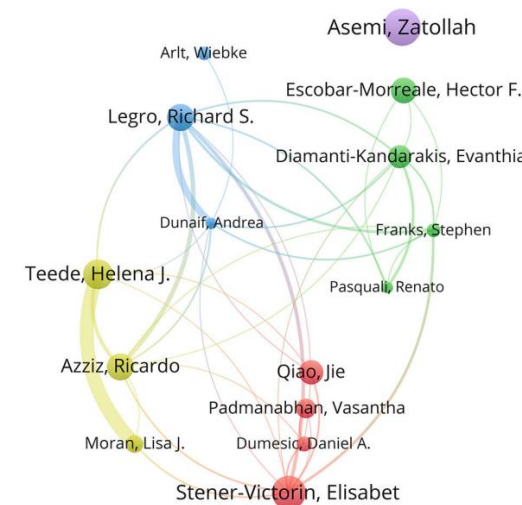 Asemi, Zatollah
Arlt, Wiebke
Escobar-Morreale, Hector F.
Legro, Richard S.
Diamanti-Kandarakis, Evanthia
Dunaif, Andrea
Franks, Stephen
Teede, Helena J.
Pasquali, Renato
Azziz, Ricardo
Qiao, Jie
Padmanabhan, Vasantha
Moran, Lisa J.
Dumesic, Daniel A.
Stener-Victorin, Elisabet